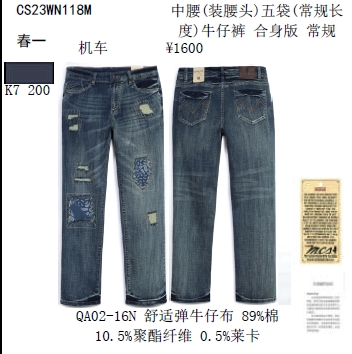 CS23WN118M
中腰(装腰头)五袋(常规长
度)牛仔裤 合身版 常规
春一
机车
¥1600
K7 200
mcs
QA02-16N 舒适弹牛仔布 89%棉
10.5%聚酯纤维 0.5%莱卡